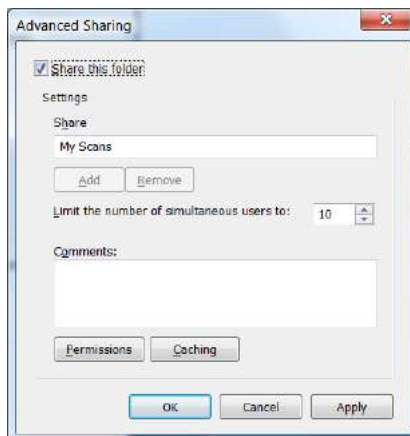 Advanced Sharing
Share this folder
Settings
Share
My Scans
Add Remove
Limit the number of simultaneous users to: 10
Comments:
Permissions Caching
OK Cancel Apply